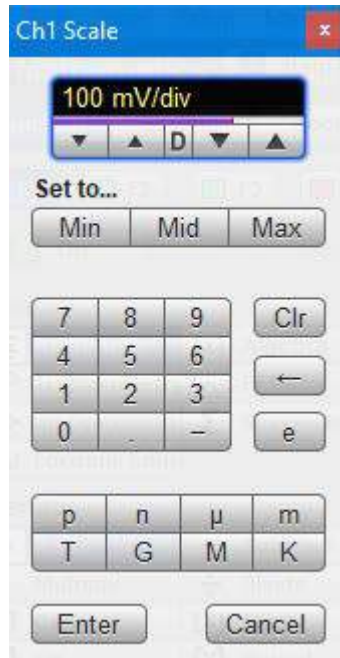 Ch1 Scale x
100 mV/div
▼ ▲ D ▼ ▲
Set to...
Min Mid Max
7 8 9 Clr
4 5 6 ←
1 2 3
0 . – e
p n µ m
T G M K
Enter Cancel